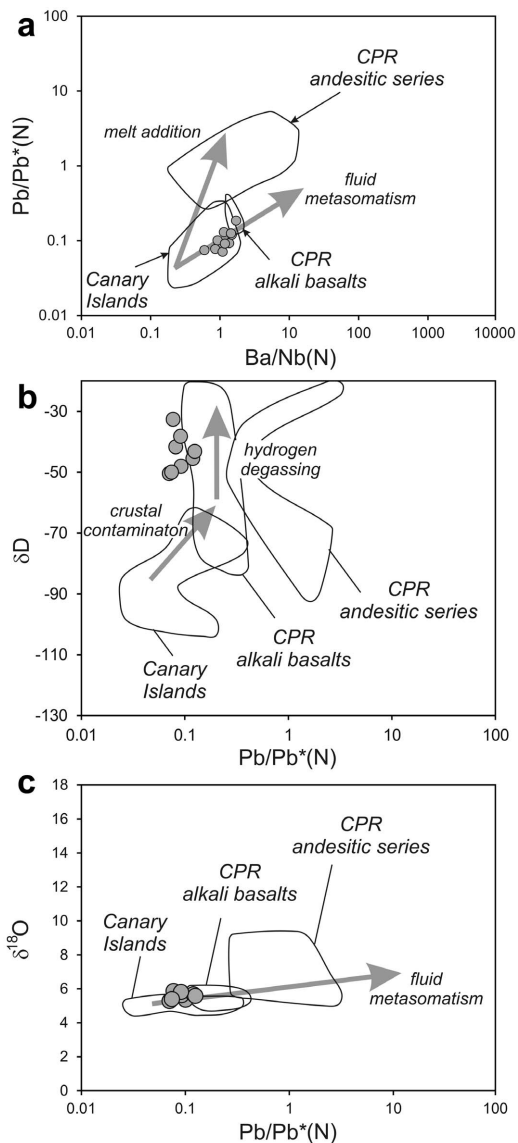 a
100
10
1
0.1
0.01
Pb/Pb*(N)
CPR
andesitic series
melt addition
fluid
metasomatism
CPR
alkali basalts
Canary
Islands
0.01 0.1 1 10 100 1000 10000
Ba/Nb(N)
b
-30
-50
-70
-90
-110
-130
δD
hydrogen
degassing
crustal
contaminaton
CPR
andesitic series
CPR
alkali basalts
Canary
Islands
0.01 0.1 1 10 100
Pb/Pb*(N)
c
18
16
14
12
10
8
6
4
2
0
δ18O
CPR
andesitic series
CPR
alkali basalts
Canary
Islands
fluid
metasomatism
0.01 0.1 1 10 100
Pb/Pb*(N)